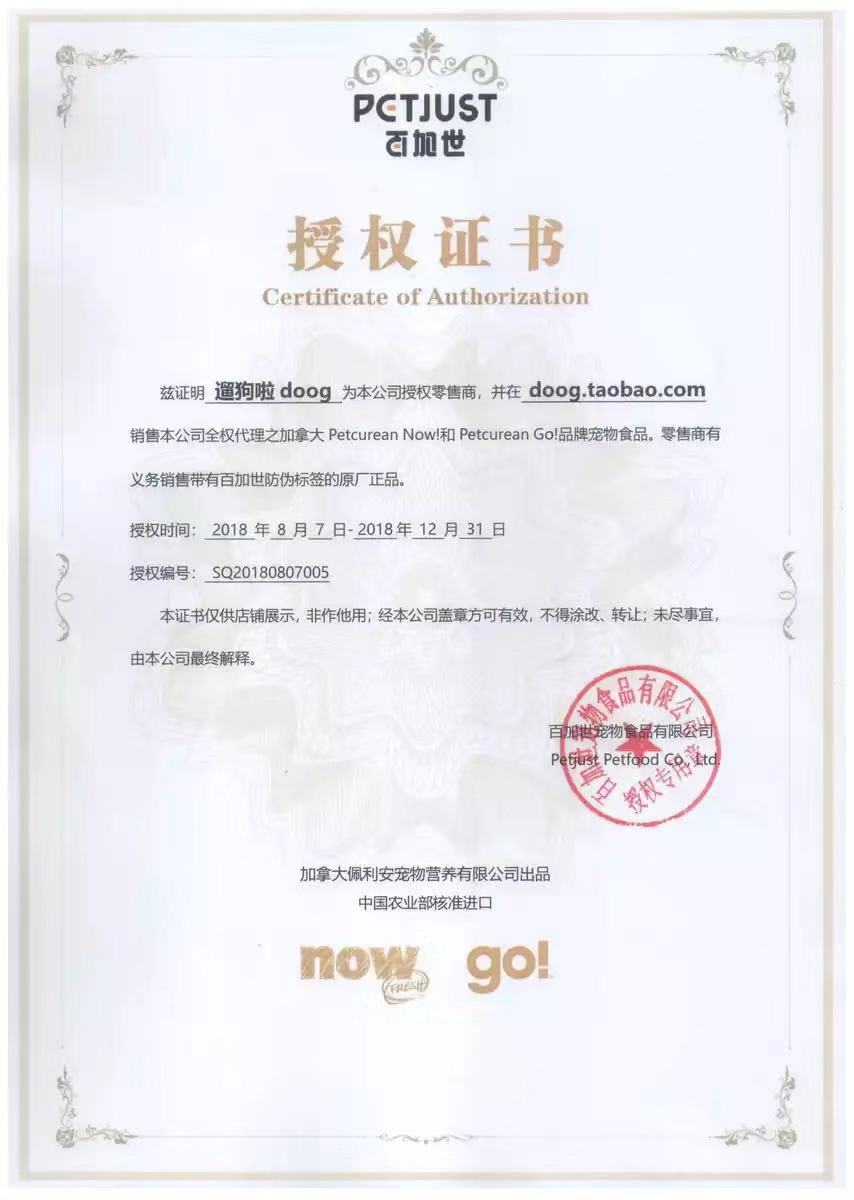 PETJUST
百加世
授权证书
Certificate of Authorization
兹证明 遛狗啦doog 为本公司授权零售商，并在 doog.taobao.com
销售本公司全权代理之加拿大 Petcurean Now!和 Petcurean Go!品牌宠物食品。零售商有
义务销售带有百加世防伪标签的原厂正品。
授权时间： 2018 年 8 月 7 日- 2018 年 12 月 31 日
授权编号： SQ20180807005
本证书仅供店铺展示，非作他用；经本公司盖章方可有效，不得涂改、转让；未尽事宜，
由本公司最终解释。
百加世宠物食品有限公司
百加世宠物食品有限公司
Petjust Petfood Co., Ltd.
授权专用章
加拿大佩利安宠物营养有限公司出品
中国农业部核准进口
now go!
FRESH